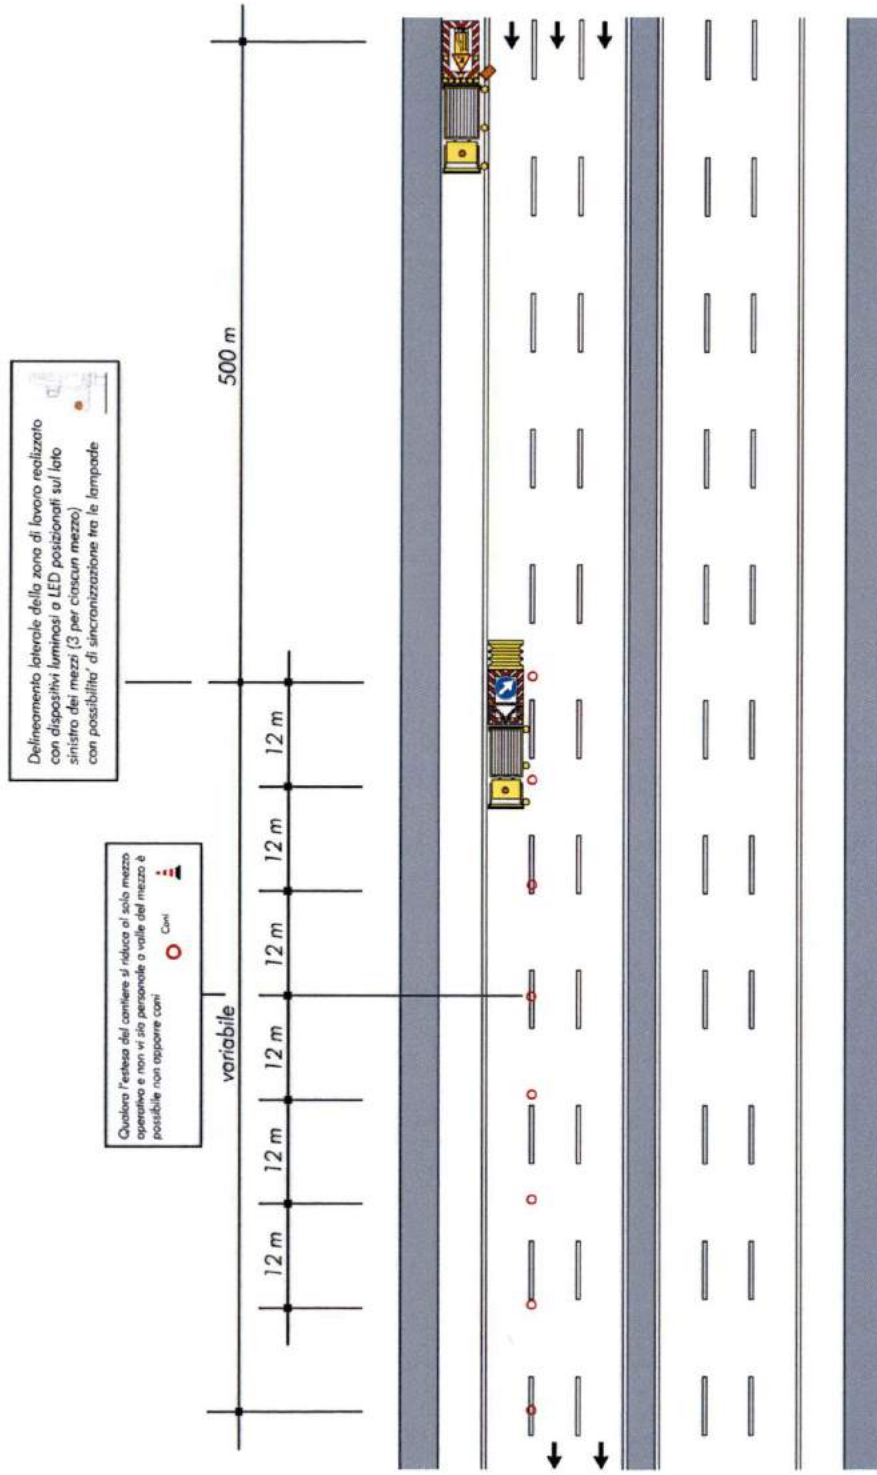 Delineamento laterale della zona di lavoro realizzato
con dispositivi luminosi a LED posizionati sul lato
sinistro dei mezzi (3 per ciascun mezzo)
con possibilita' di sincronizzazione tra le lampade
500 m
Qualora l'estesa del cantiere si riduca al solo mezzo
operativo e non vi sia personale a valle del mezzo è
possibile non apporre coni
Coni
variabile
12 m
12 m
12 m
12 m
12 m
12 m